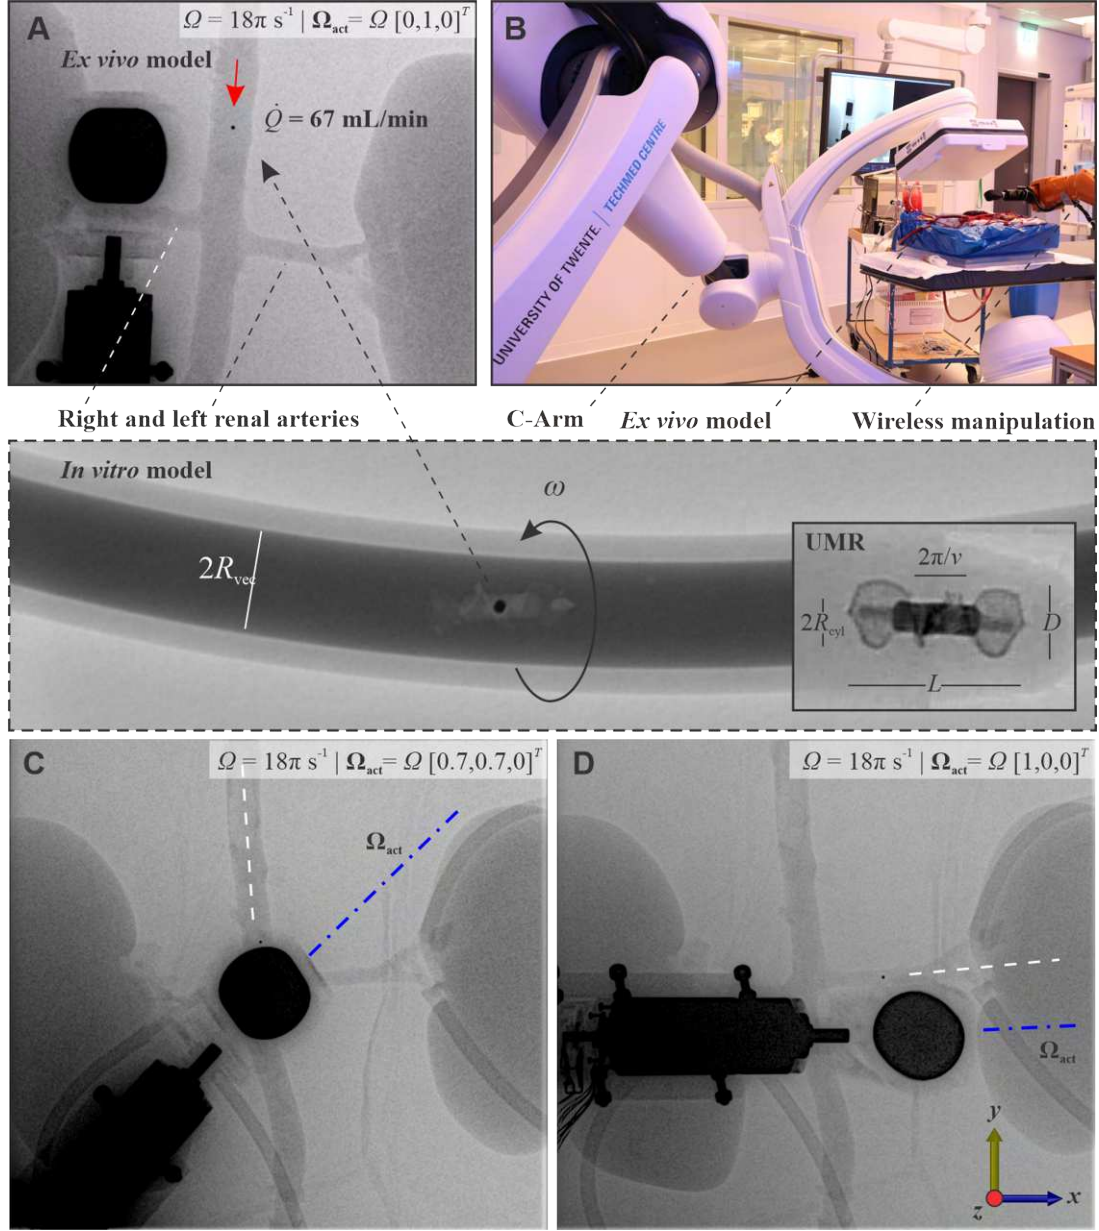 A
Ω = 18π s⁻¹ | Ωact = Ω [0,1,0]ᵀ
Ex vivo model
Q̇ = 67 mL/min
B
UNIVERSITY OF TWENTE. | TECHMED CENTRE
Right and left renal arteries
C-Arm
Ex vivo model
Wireless manipulation
In vitro model
ω
2Rvec
UMR
2π/ν
2Rcyl
D
L
C
Ω = 18π s⁻¹ | Ωact = Ω [0.7,0.7,0]ᵀ
Ωact
D
Ω = 18π s⁻¹ | Ωact = Ω [1,0,0]ᵀ
Ωact
y
z
x